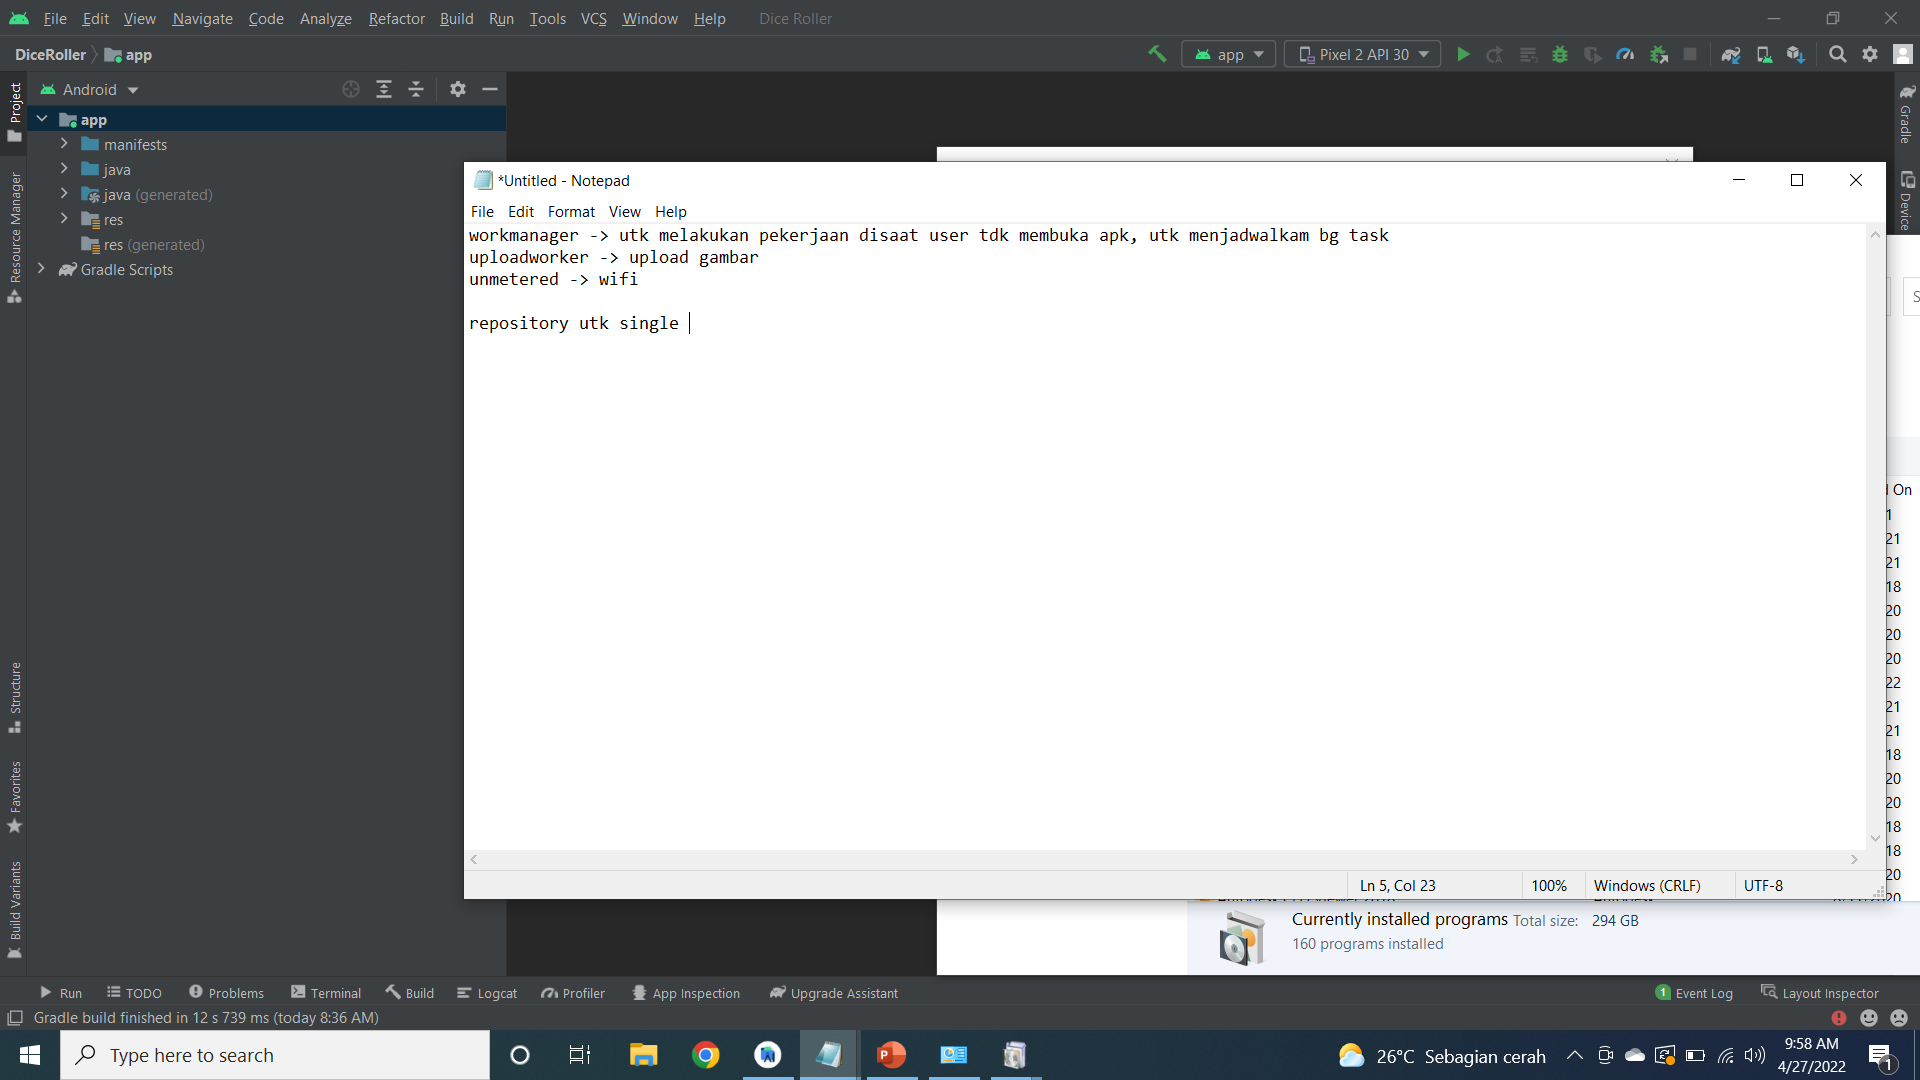 File Edit View Navigate Code Analyze Refactor Build Run Tools VCS Window Help Dice Roller
DiceRoller app
app
Pixel 2 API 30
Project
Android
app
manifests
java
java (generated)
res
res (generated)
Gradle Scripts
Resource Manager
Structure
Favorites
Build Variants
Gradle
Device
*Untitled - Notepad
File Edit Format View Help
workmanager -> utk melakukan pekerjaan disaat user tdk membuka apk, utk menjadwalkam bg task
uploadworker -> upload gambar
unmetered -> wifi
repository utk single
Ln 5, Col 23
100%
Windows (CRLF)
UTF-8
S
On
1
21
21
18
20
20
20
22
21
21
18
20
20
18
18
20
Currently installed programs Total size: 294 GB
160 programs installed
Run TODO Problems Terminal Build Logcat Profiler App Inspection Upgrade Assistant
1 Event Log Layout Inspector
Gradle build finished in 12 s 739 ms (today 8:36 AM)
Type here to search
26°C Sebagian cerah
9:58 AM
4/27/2022
1